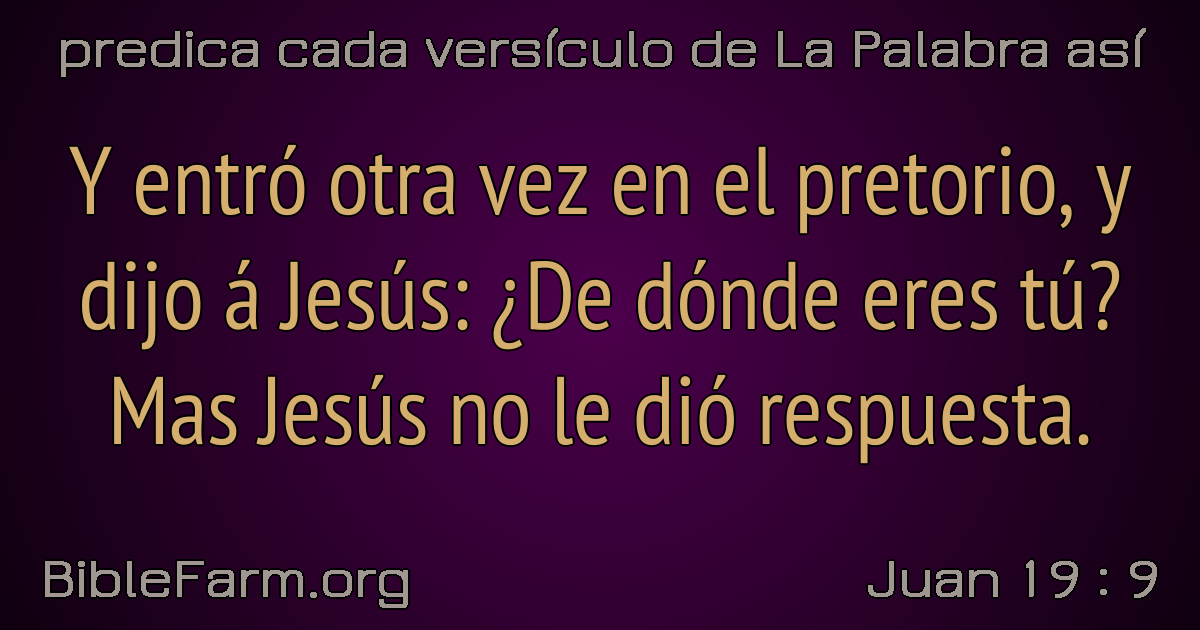 predica cada versículo de La Palabra así
Y entró otra vez en el pretorio, y
dijo á Jesús: ¿De dónde eres tú?
Mas Jesús no le dió respuesta.
BibleFarm.org
Juan 19 : 9